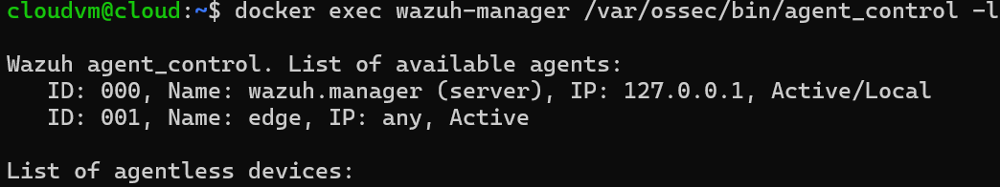 cloudvm@cloud:~$ docker exec wazuh-manager /var/ossec/bin/agent_control -l
Wazuh agent_control. List of available agents:
ID: 000, Name: wazuh.manager (server), IP: 127.0.0.1, Active/Local
ID: 001, Name: edge, IP: any, Active
List of agentless devices: